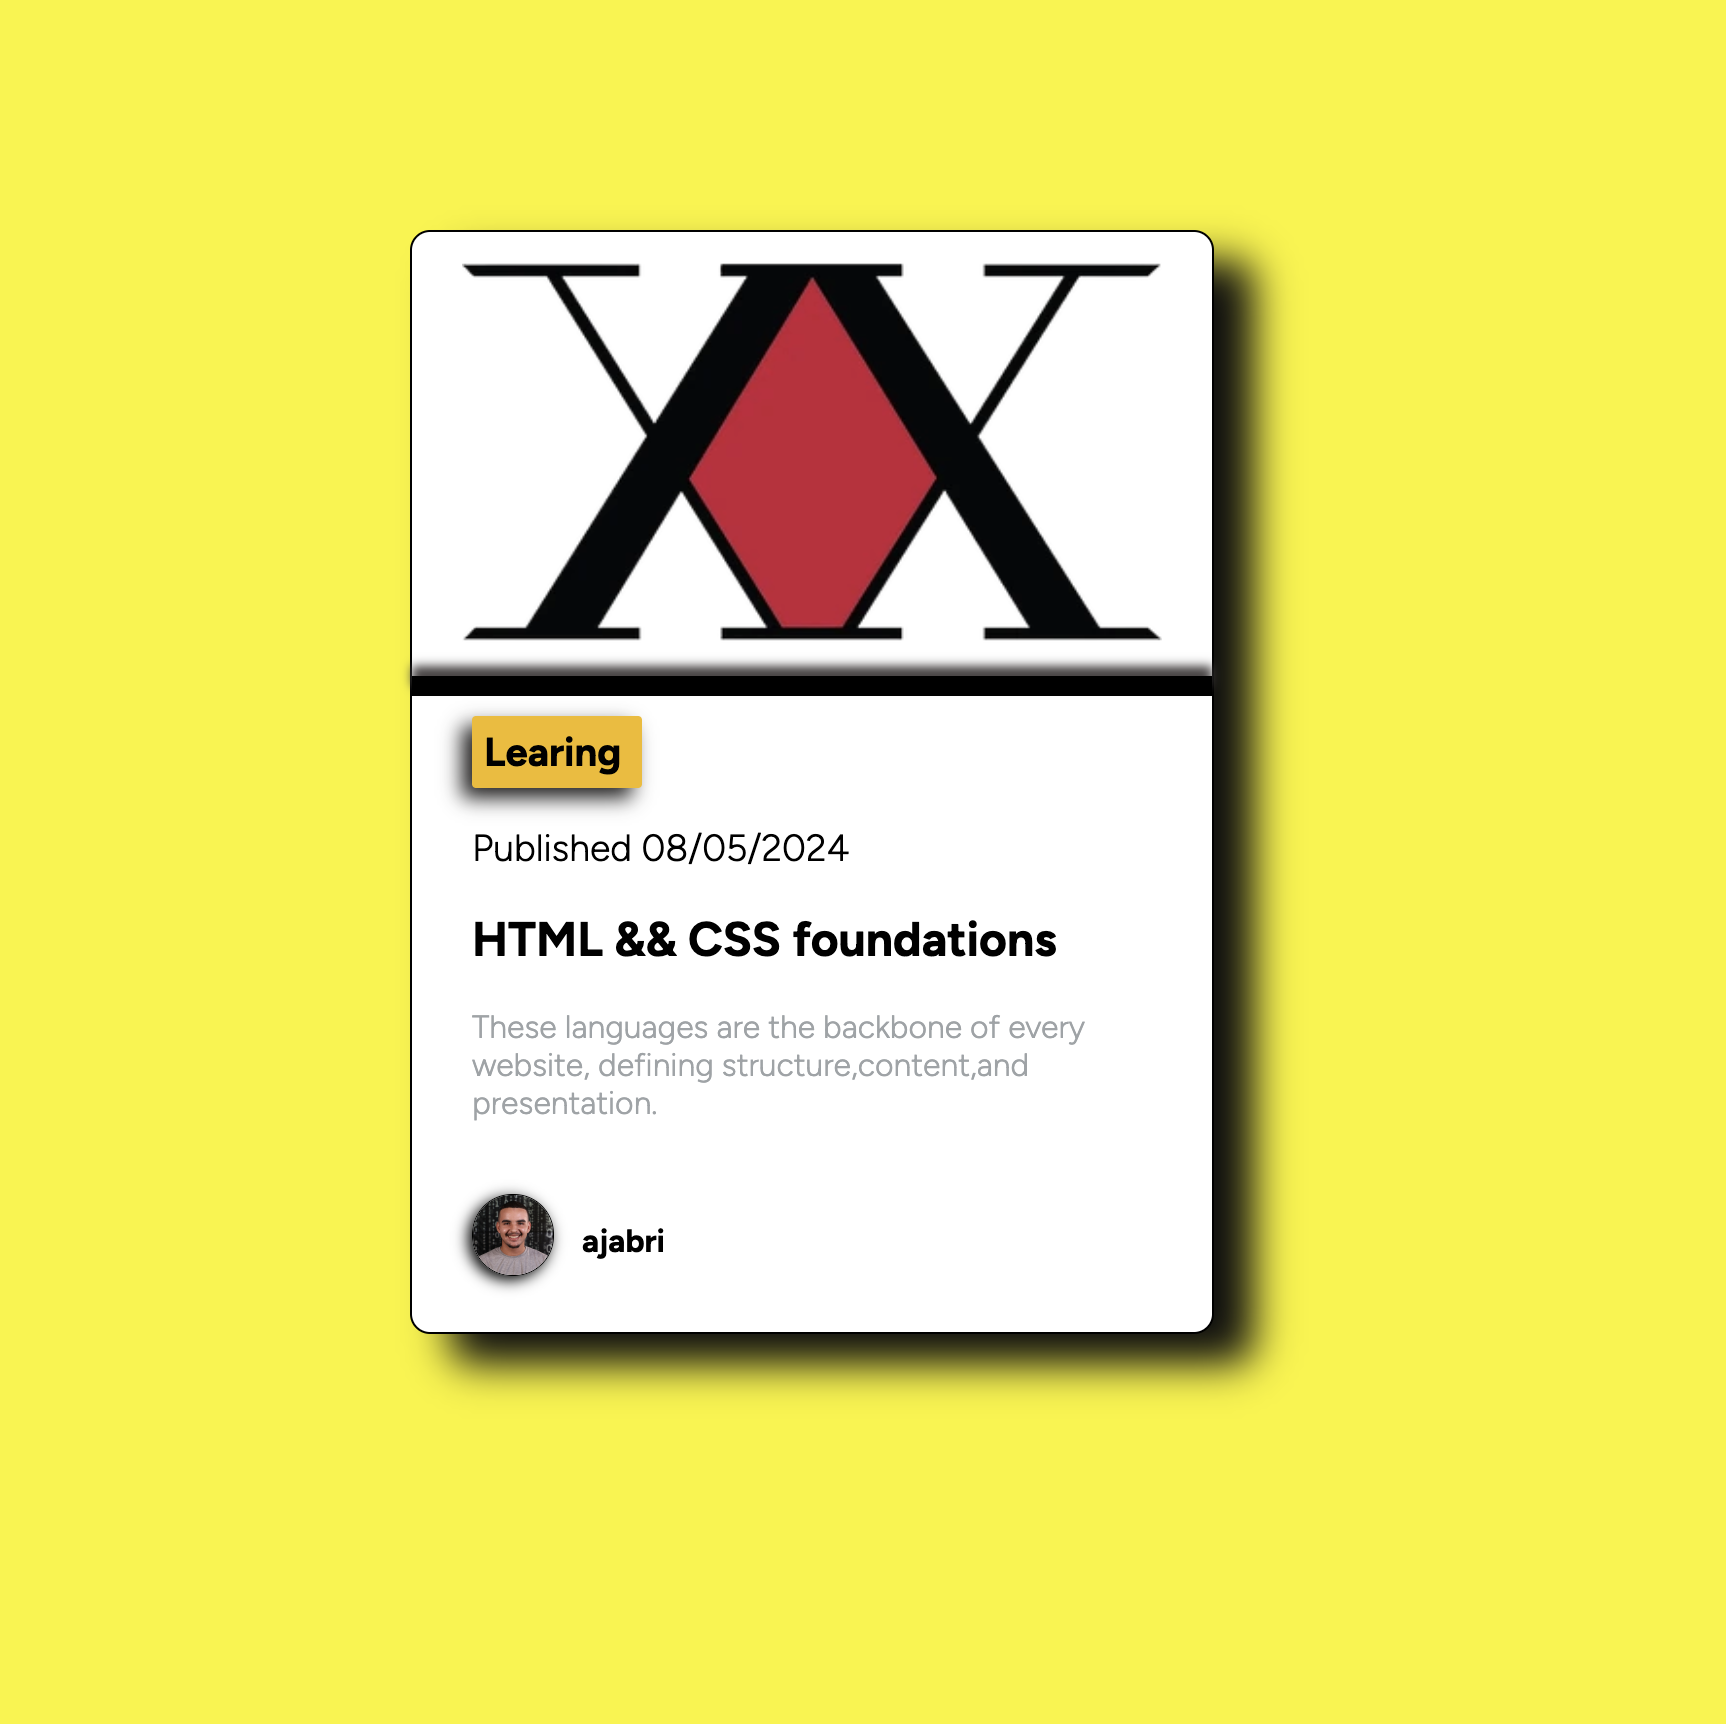 Learing
Published 08/05/2024
HTML && CSS foundations
These languages are the backbone of every
website, defining structure,content,and
presentation.
ajabri